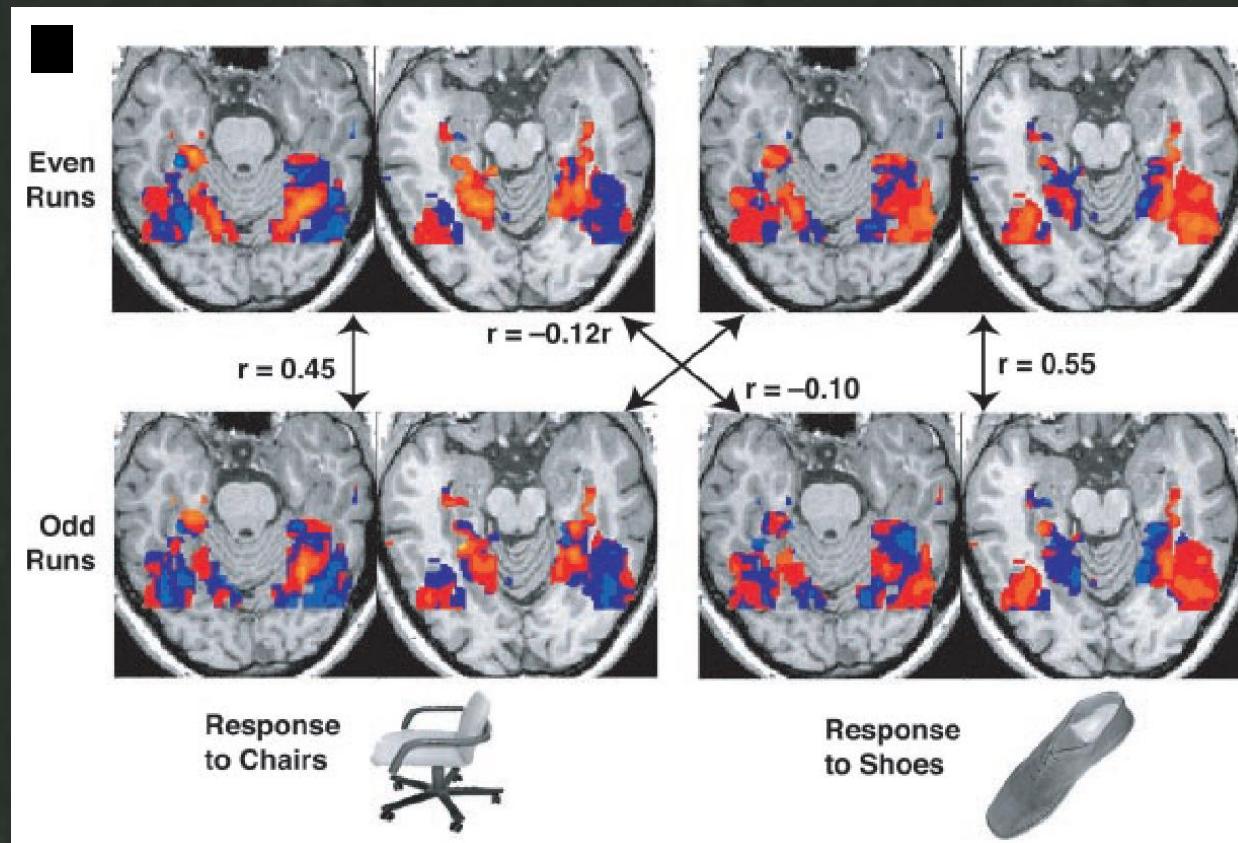 Even
Runs
r = –0.12r
r = 0.45
r = 0.55
r = –0.10
Odd
Runs
Response
to Chairs
Response
to Shoes